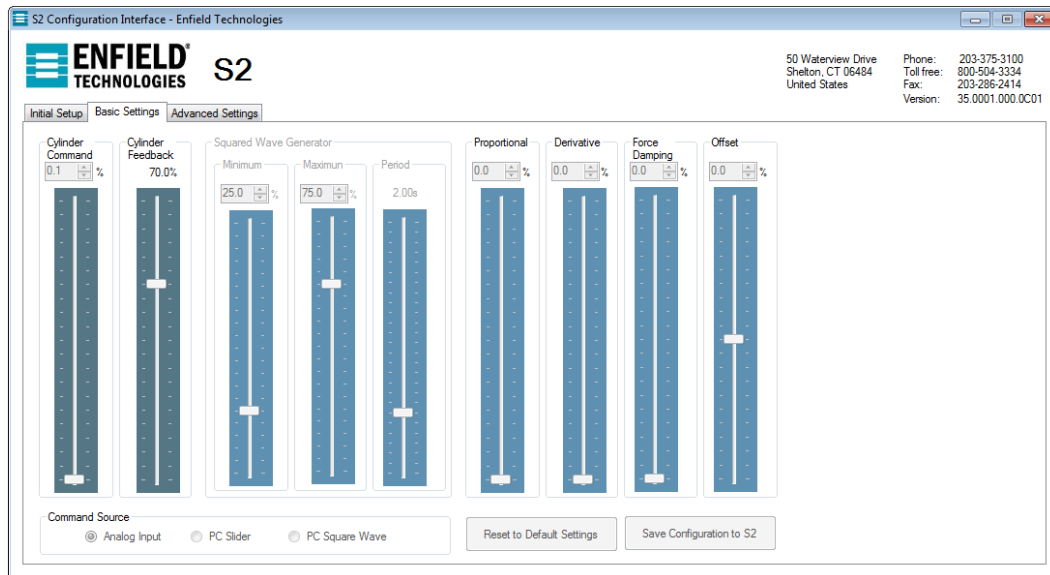 S2 Configuration Interface - Enfield Technologies
ENFIELD®
TECHNOLOGIES
S2
50 Waterview Drive
Shelton, CT 06484
United States
Phone: 203-375-3100
Toll free: 800-504-3334
Fax: 203-286-2414
Version: 35.0001.000.0C01
Initial Setup
Basic Settings
Advanced Settings
Cylinder
Command
0.1 %
Cylinder
Feedback
70.0%
Squared Wave Generator
Minimum
25.0 %
Maximun
75.0 %
Period
2.00s
Proportional
0.0 %
Derivative
0.0 %
Force
Damping
0.0 %
Offset
0.0 %
Command Source
Analog Input
PC Slider
PC Square Wave
Reset to Default Settings
Save Configuration to S2